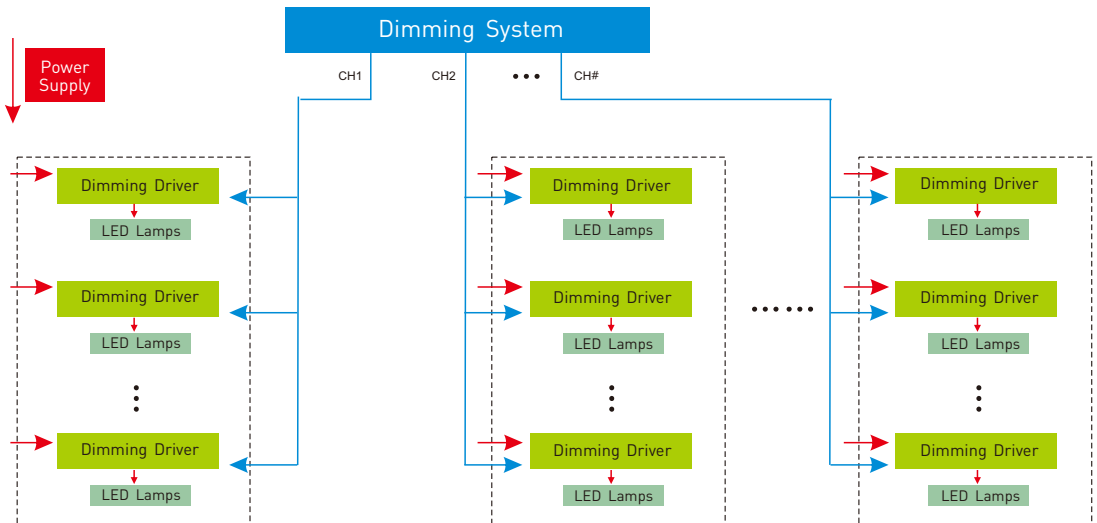 Dimming System
Power
Supply
CH1
CH2
CH#
Dimming Driver
Dimming Driver
Dimming Driver
LED Lamps
LED Lamps
LED Lamps
Dimming Driver
Dimming Driver
Dimming Driver
LED Lamps
LED Lamps
LED Lamps
Dimming Driver
Dimming Driver
Dimming Driver
LED Lamps
LED Lamps
LED Lamps